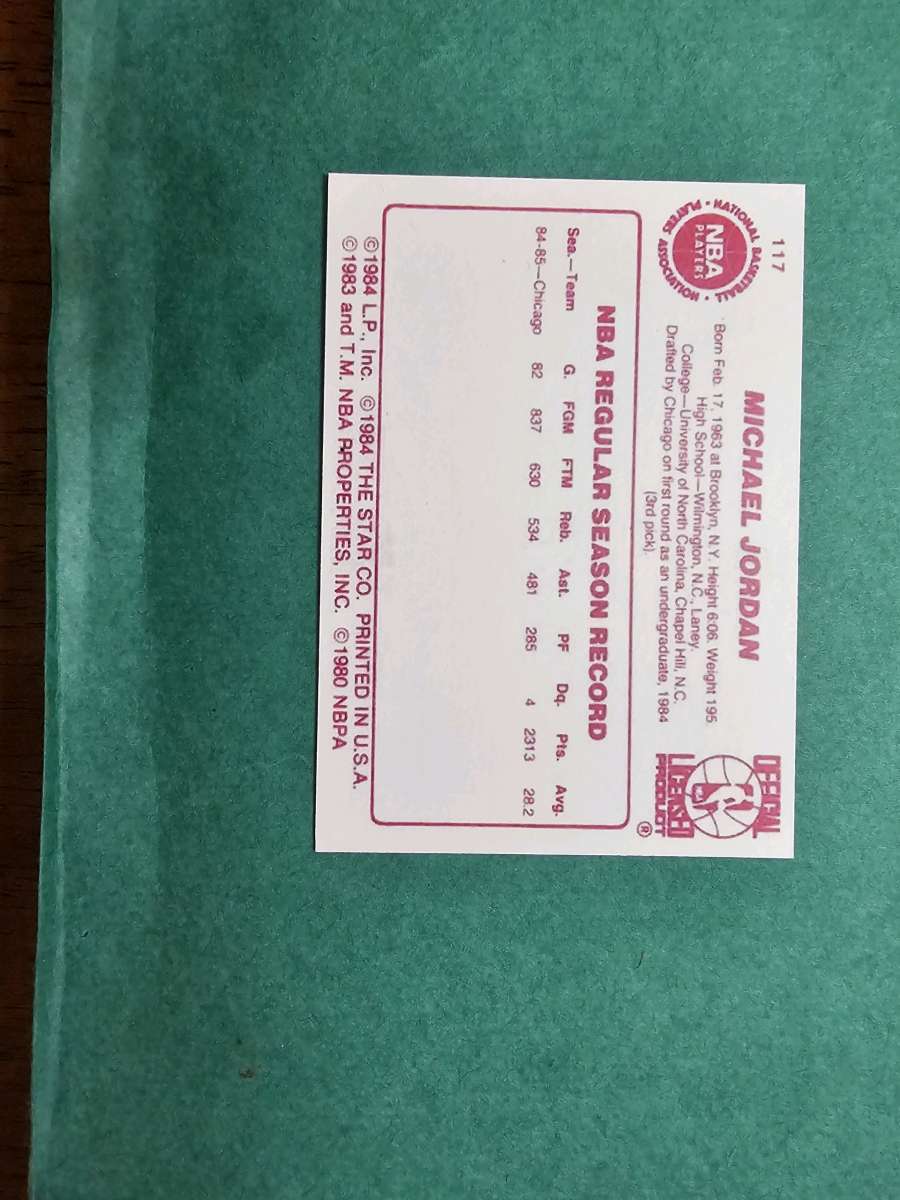 117
NATIONAL BASKETBALL
PLAYERS ASSOCIATION
NBA
PLAYERS
MICHAEL JORDAN
Born Feb. 17, 1963 at Brooklyn, N.Y. Height 6:06. Weight 195
High School—Wilmington, N.C., Laney.
College—University of North Carolina, Chapel Hill, N.C.
Drafted by Chicago on first round as an undergraduate, 1984
(3rd pick).
OFFICIAL
LICENSED
PRODUCT
®
NBA REGULAR SEASON RECORD
Sea.—Team G. FGM FTM Reb. Ast. PF Dq. Pts. Avg.
84-85—Chicago 82 837 630 534 481 285 4 2313 28.2
©1984 L.P., Inc. ©1984 THE STAR CO. PRINTED IN U.S.A.
©1983 and T.M. NBA PROPERTIES, INC. ©1980 NBPA